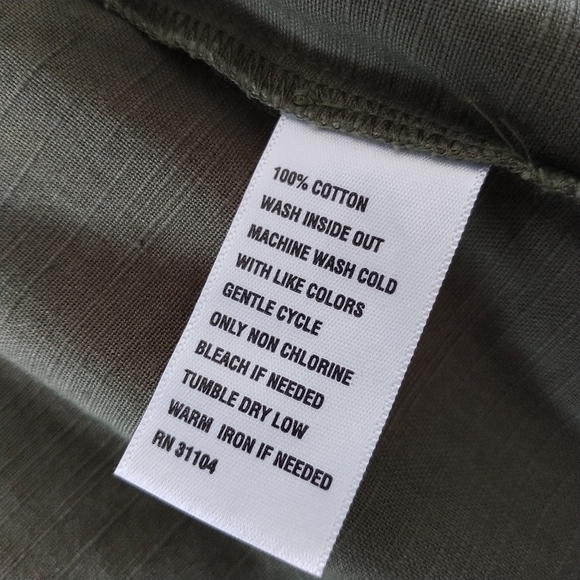 100% COTTON
WASH INSIDE OUT
MACHINE WASH COLD
WITH LIKE COLORS
GENTLE CYCLE
ONLY NON CHLORINE
BLEACH IF NEEDED
TUMBLE DRY LOW
WARM IRON IF NEEDED
RN 31104